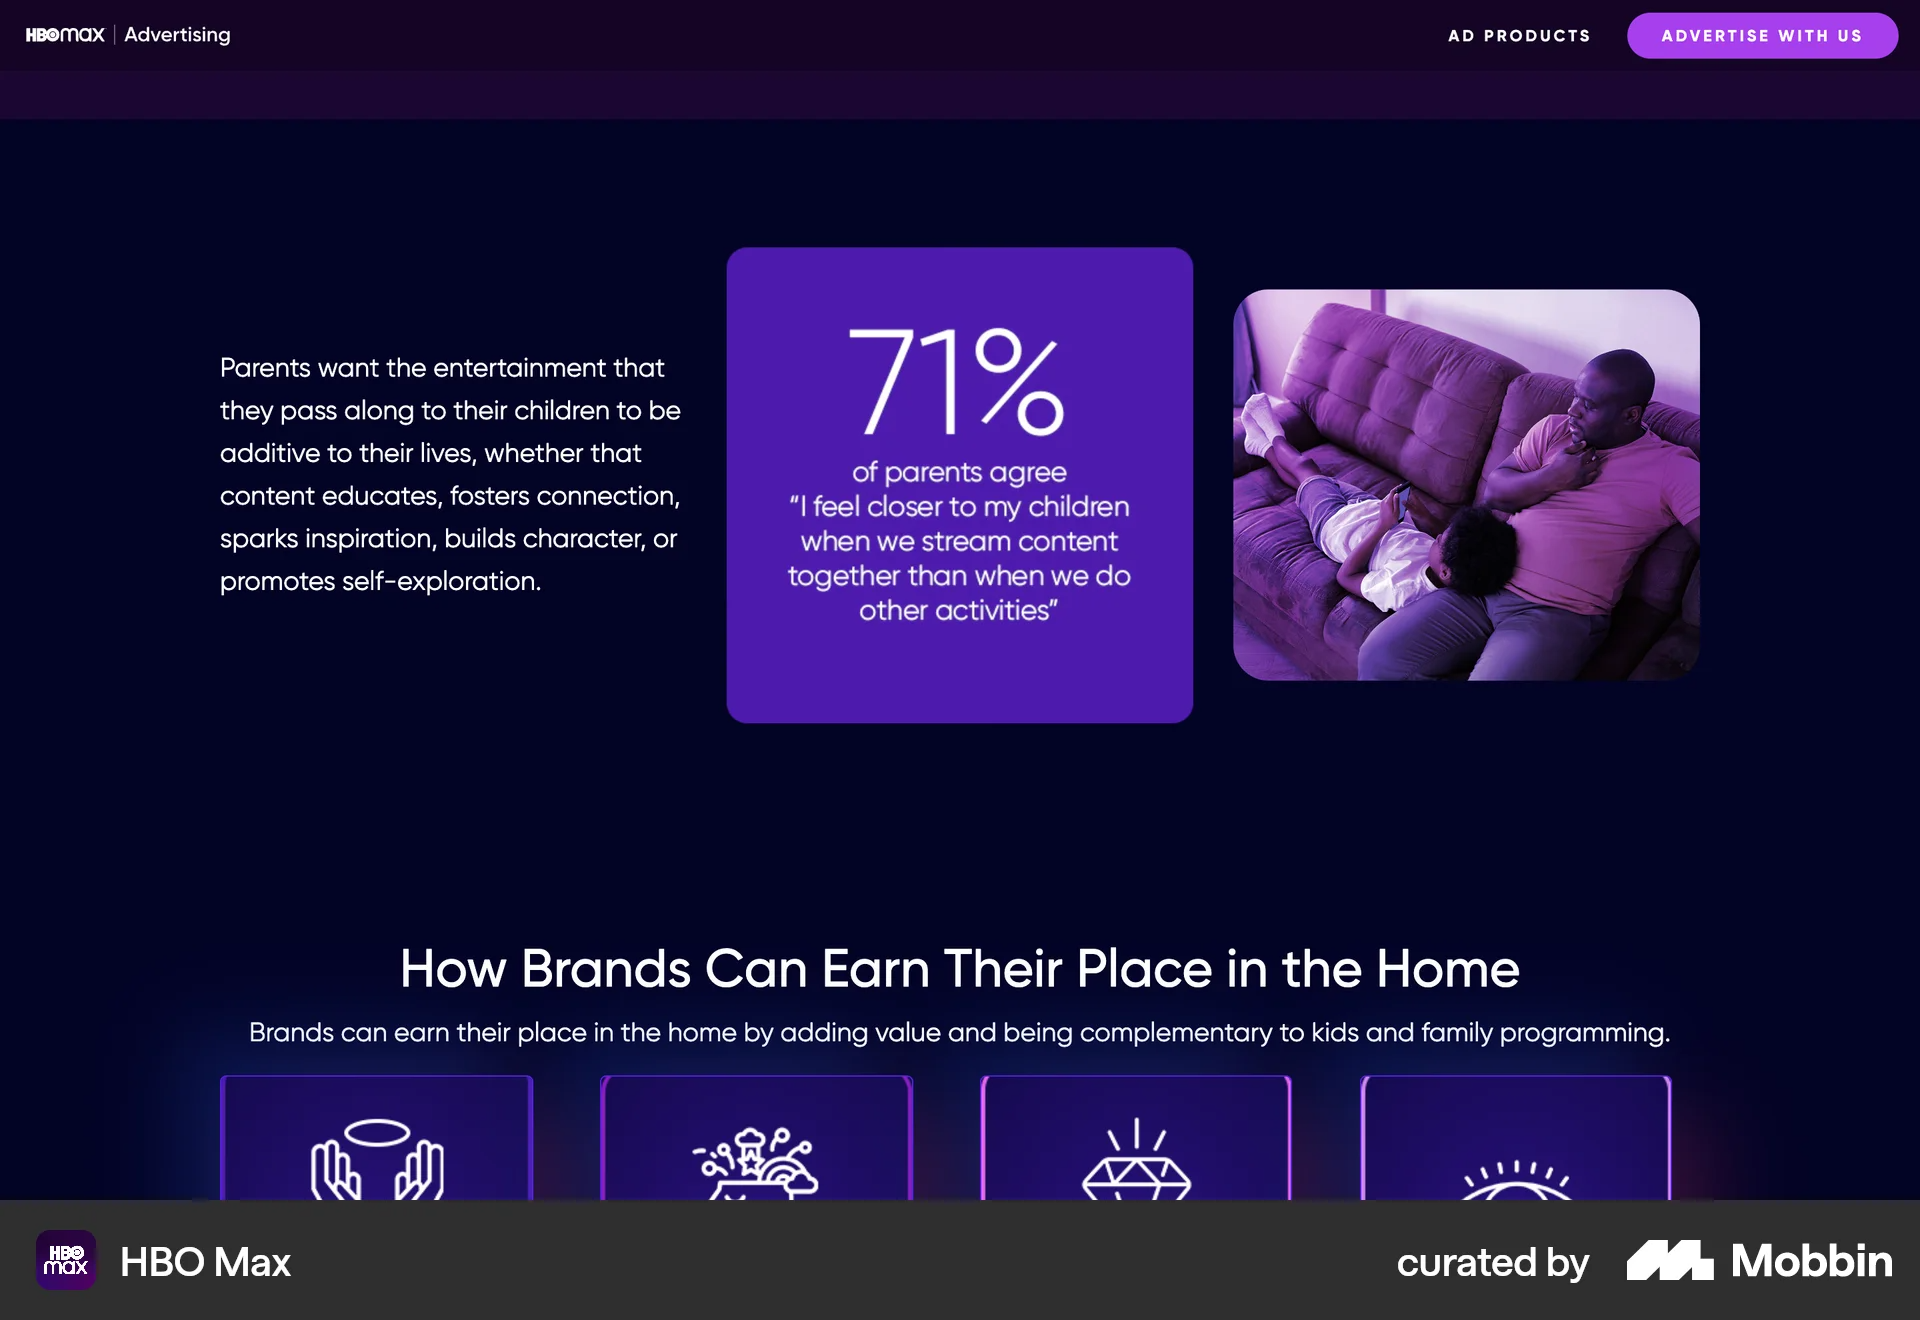 HBOMAX | Advertising
AD PRODUCTS
ADVERTISE WITH US
Parents want the entertainment that
they pass along to their children to be
additive to their lives, whether that
content educates, fosters connection,
sparks inspiration, builds character, or
promotes self-exploration.
71%
of parents agree
“I feel closer to my children
when we stream content
together than when we do
other activities”
How Brands Can Earn Their Place in the Home
Brands can earn their place in the home by adding value and being complementary to kids and family programming.
HBO
max
HBO Max
curated by
Mobbin